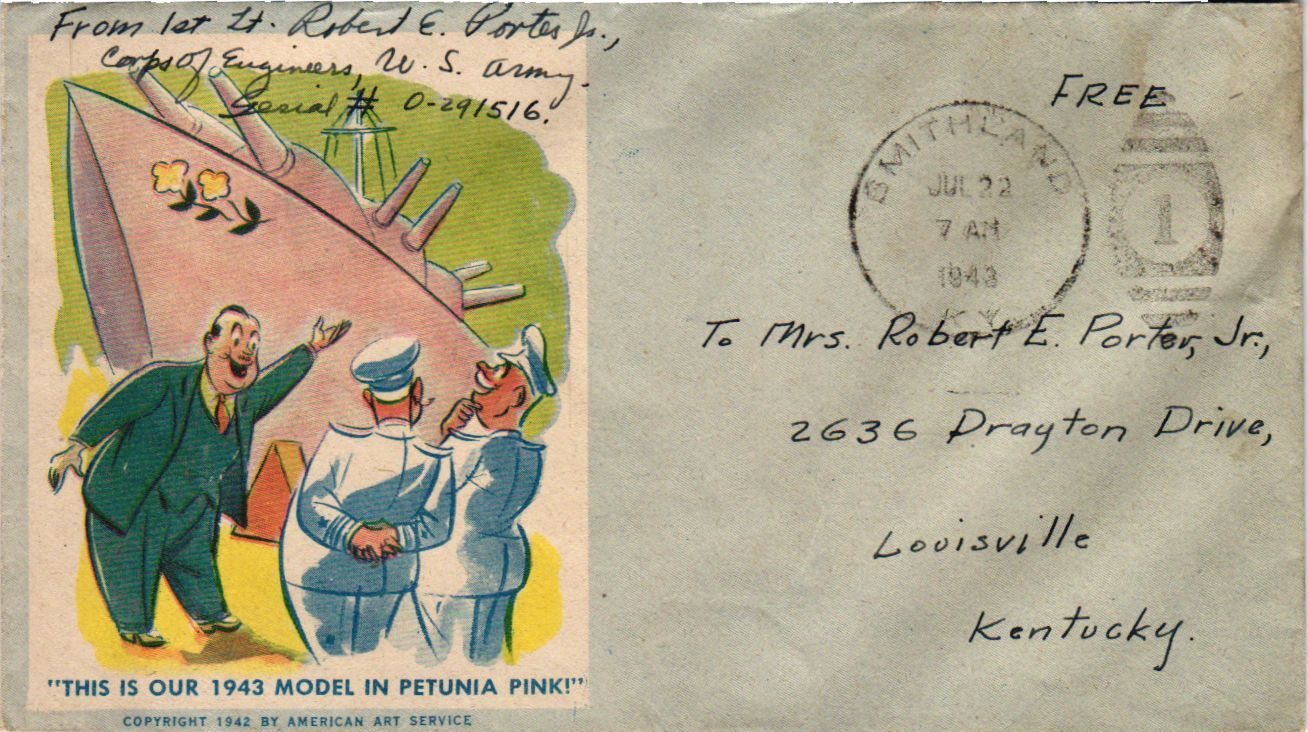 From 1st Lt. Robert E. Porter Jr.,
Corps of Engineers, U. S. Army.
Serial # 0-291516.
FREE
SMITHLAND
JUL 22
7 AM
1943
KY.
1
To Mrs. Robert E. Porter, Jr.,
2636 Drayton Drive,
Louisville
Kentucky.
"THIS IS OUR 1943 MODEL IN PETUNIA PINK!"
COPYRIGHT 1942 BY AMERICAN ART SERVICE